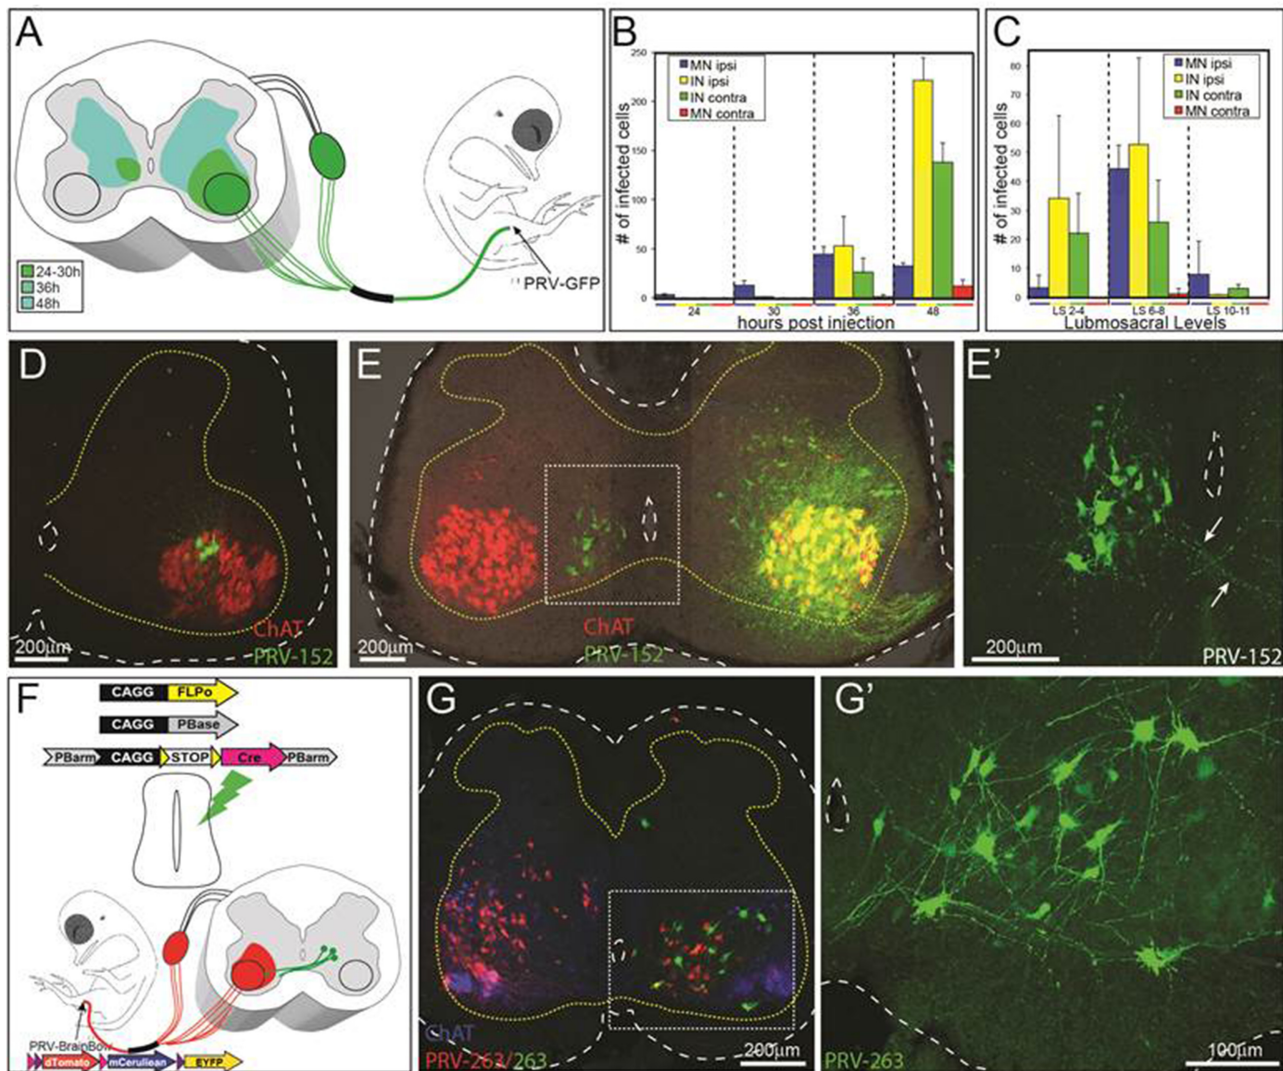 A
24-30h
36h
48h
PRV-GFP
B
# of infected cells
250
200
150
100
50
0
MN ipsi
IN ipsi
IN contra
MN contra
24
30
36
48
hours post injection
C
# of infected cells
80
70
60
50
40
30
20
10
0
MN ipsi
IN ipsi
IN contra
MN contra
LS 2-4
LS 6-8
LS 10-11
Lubmosacral Levels
D
ChAT
200µm
PRV-152
E
ChAT
200µm
PRV-152
E'
200µm
PRV-152
F
CAGG FLPo
CAGG PBase
PBarm CAGG STOP Cre PBarm
PRV-BrainBow
dTomato mCerullean EYFP
G
ChAT
PRV-263/263
200µm
G'
PRV-263
100µm